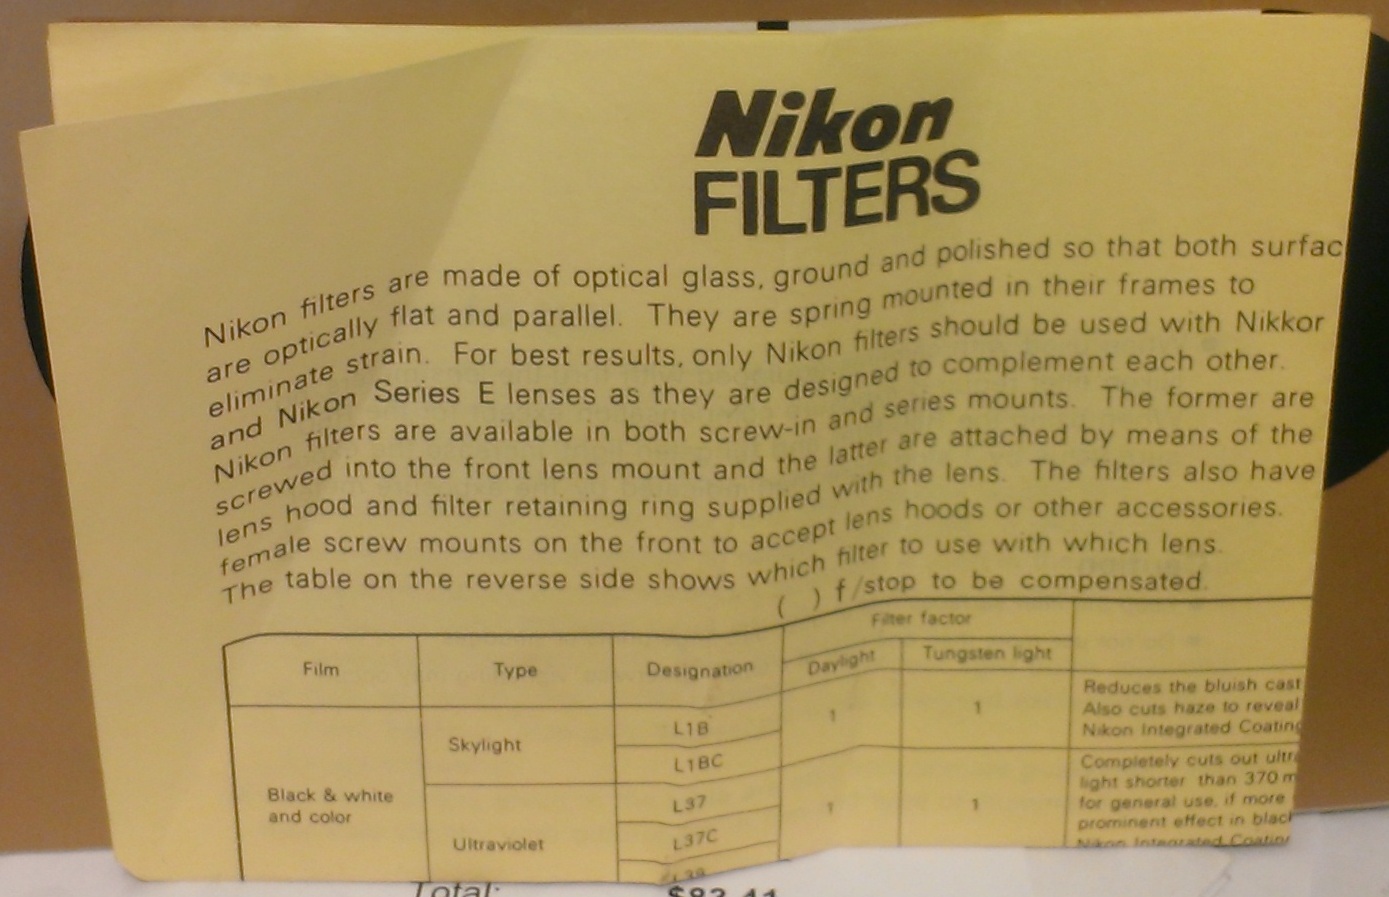 Nikon
FILTERS
Nikon filters are made of optical glass, ground and polished so that both surfac
are optically flat and parallel. They are spring mounted in their frames to
eliminate strain. For best results, only Nikon filters should be used with Nikkor
and Nikon Series E lenses as they are designed to complement each other.
Nikon filters are available in both screw-in and series mounts. The former are
screwed into the front lens mount and the latter are attached by means of the
lens hood and filter retaining ring supplied with the lens. The filters also have
female screw mounts on the front to accept lens hoods or other accessories.
The table on the reverse side shows which filter to use with which lens.
( ) f/stop to be compensated.
Filter factor
Film Type Designation Daylight Tungsten light
Black & white
and color
Skylight
L1B
L1BC
1 1
Reduces the bluish cast
Also cuts haze to reveal
Nikon Integrated Coating
Ultraviolet
L37
L37C
L39
1 1
Completely cuts out ultr
light shorter than 370 m
for general use, if more
prominent effect in blac
Nikon Integrated Coatin
Total: